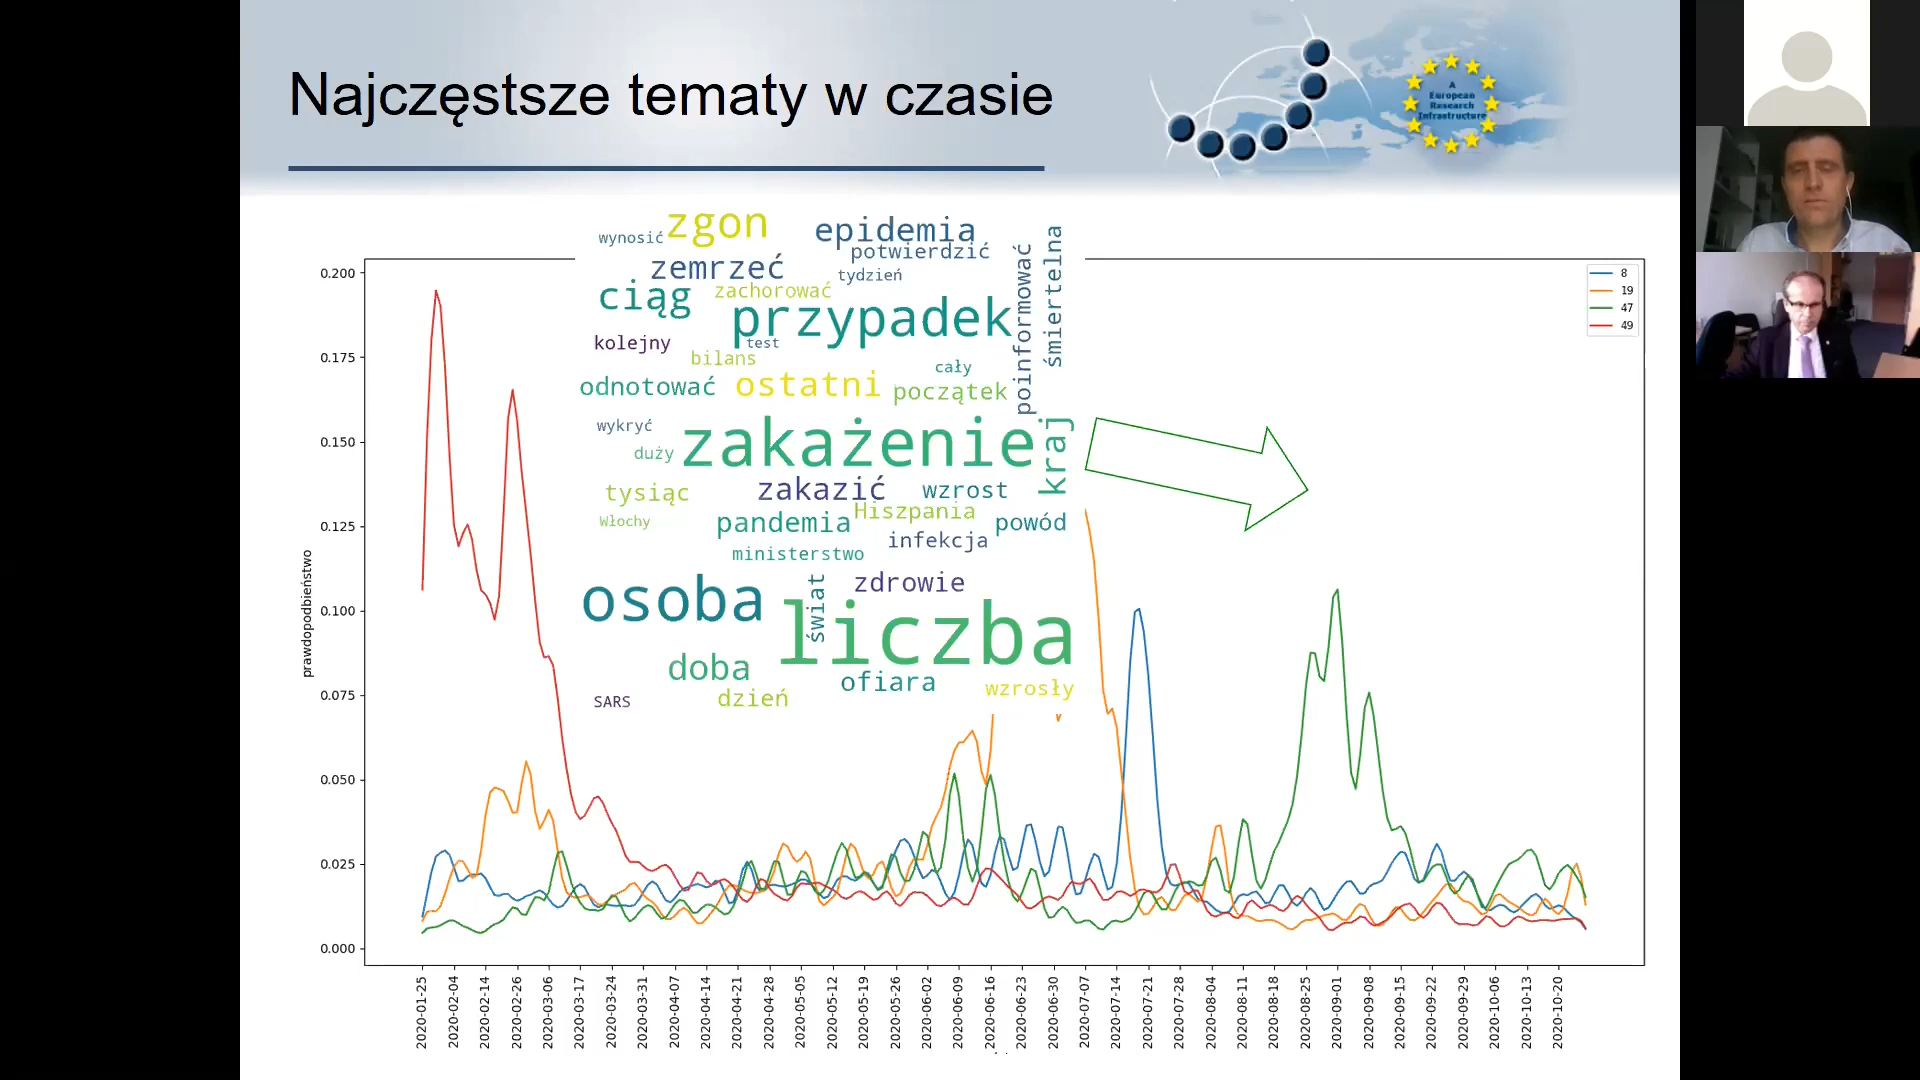 Najczęstsze tematy w czasie
A
European
Research
Infrastructure
wynosić
zgon
epidemia
potwierdzić
zemrzeć
tydzień
poinformować
śmiertelna
ciąg
zachorować
przypadek
kolejny
test
bilans
cały
odnotować
ostatni
początek
wykryć
zakażenie
kraj
duży
tysiąc
zakazić
wzrost
Hiszpania
Włochy
pandemia
powód
infekcja
ministerstwo
osoba
świat
zdrowie
liczba
doba
ofiara
SARS
dzień
wzrosły
8
19
47
49
prawdopodobieństwo
0.200
0.175
0.150
0.125
0.100
0.075
0.050
0.025
0.000
2020-01-25
2020-02-04
2020-02-14
2020-02-26
2020-03-06
2020-03-17
2020-03-24
2020-03-31
2020-04-07
2020-04-14
2020-04-21
2020-04-28
2020-05-05
2020-05-12
2020-05-19
2020-05-26
2020-06-02
2020-06-09
2020-06-16
2020-06-23
2020-06-30
2020-07-07
2020-07-14
2020-07-21
2020-07-28
2020-08-04
2020-08-11
2020-08-18
2020-08-25
2020-09-01
2020-09-08
2020-09-15
2020-09-22
2020-09-29
2020-10-06
2020-10-13
2020-10-20